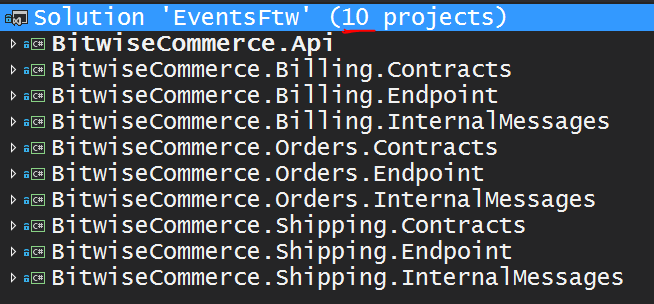 Solution 'EventsFtw' (10 projects)
C# BitwiseCommerce.Api
C# BitwiseCommerce.Billing.Contracts
C# BitwiseCommerce.Billing.Endpoint
C# BitwiseCommerce.Billing.InternalMessages
C# BitwiseCommerce.Orders.Contracts
C# BitwiseCommerce.Orders.Endpoint
C# BitwiseCommerce.Orders.InternalMessages
C# BitwiseCommerce.Shipping.Contracts
C# BitwiseCommerce.Shipping.Endpoint
C# BitwiseCommerce.Shipping.InternalMessages